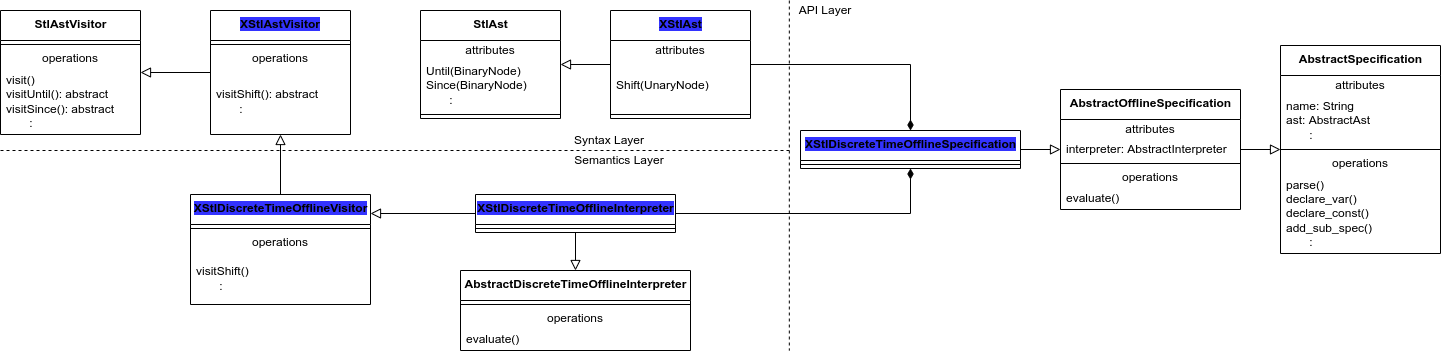 StlAstVisitor
operations
visit()
visitUntil(): abstract
visitSince(): abstract
:
XStlAstVisitor
operations
visitShift(): abstract
:
StlAst
attributes
Until(BinaryNode)
Since(BinaryNode)
:
XStlAst
attributes
Shift(UnaryNode)
Syntax Layer
Semantics Layer
XStlDiscreteTimeOfflineVisitor
operations
visitShift()
:
XStlDiscreteTimeOfflineInterpreter
AbstractDiscreteTimeOfflineInterpreter
operations
evaluate()
API Layer
XStlDiscreteTimeOfflineSpecification
AbstractOfflineSpecification
attributes
interpreter: AbstractInterpreter
operations
evaluate()
AbstractSpecification
attributes
name: String
ast: AbstractAst
:
operations
parse()
declare_var()
declare_const()
add_sub_spec()
: